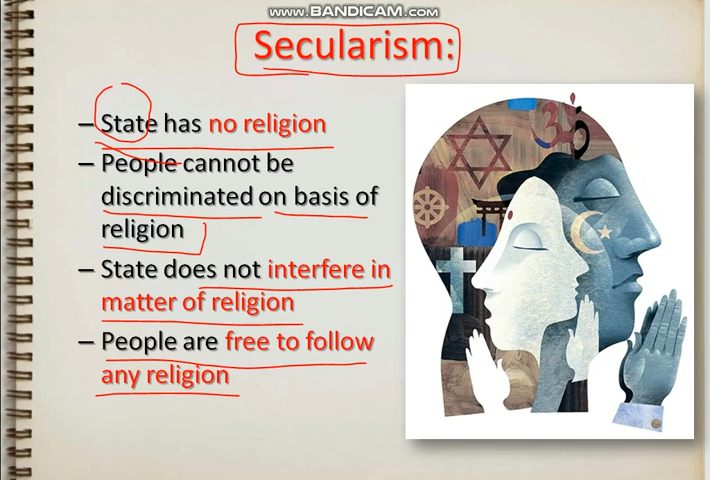 WWW.BANDICAM.COM
Secularism:
– State has no religion
– People cannot be
discriminated on basis of
religion
– State does not interfere in
matter of religion
– People are free to follow
any religion
ॐ